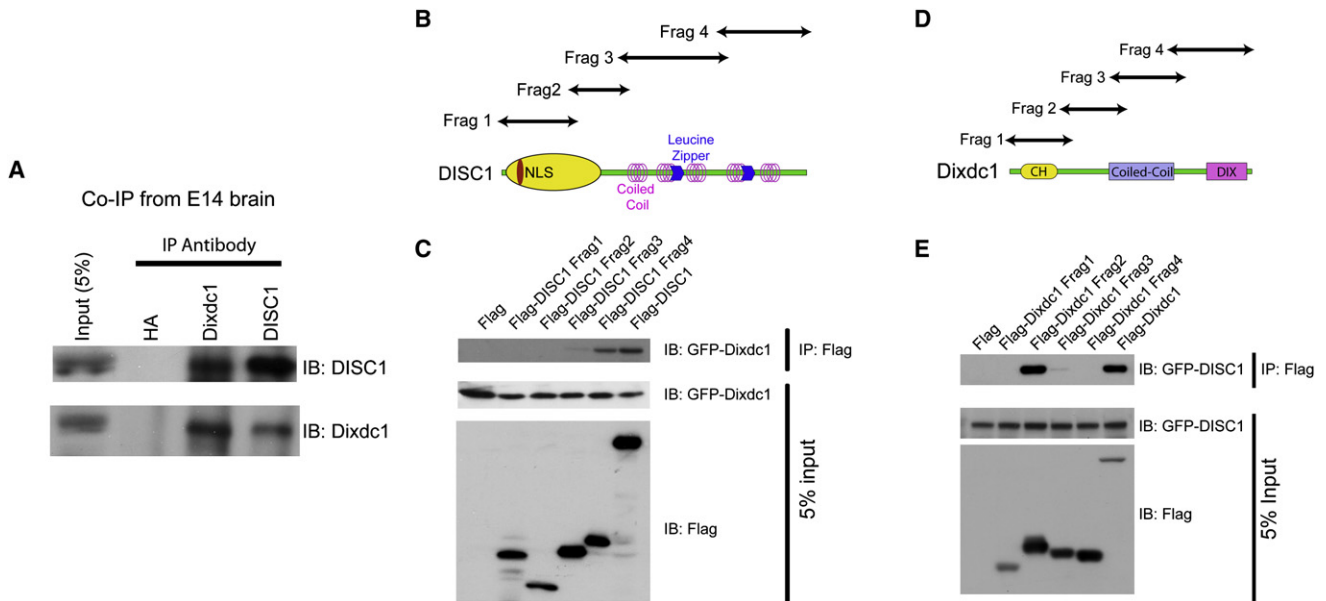 A
Co-IP from E14 brain
IP Antibody
Input (5%)
HA
Dixdc1
DISC1
IB: DISC1
IB: Dixdc1
B
Frag 4
Frag 3
Frag2
Frag 1
Leucine
Zipper
DISC1
NLS
Coiled
Coil
C
Flag
Flag-DISC1 Frag1
Flag-DISC1 Frag2
Flag-DISC1 Frag3
Flag-DISC1 Frag4
Flag-DISC1
IB: GFP-Dixdc1
IP: Flag
IB: GFP-Dixdc1
IB: Flag
5% input
D
Frag 4
Frag 3
Frag 2
Frag 1
Dixdc1
CH
Coiled-Coil
DIX
E
Flag
Flag-Dixdc1 Frag1
Flag-Dixdc1 Frag2
Flag-Dixdc1 Frag3
Flag-Dixdc1 Frag4
Flag-Dixdc1
IB: GFP-DISC1
IP: Flag
IB: GFP-DISC1
IB: Flag
5% Input